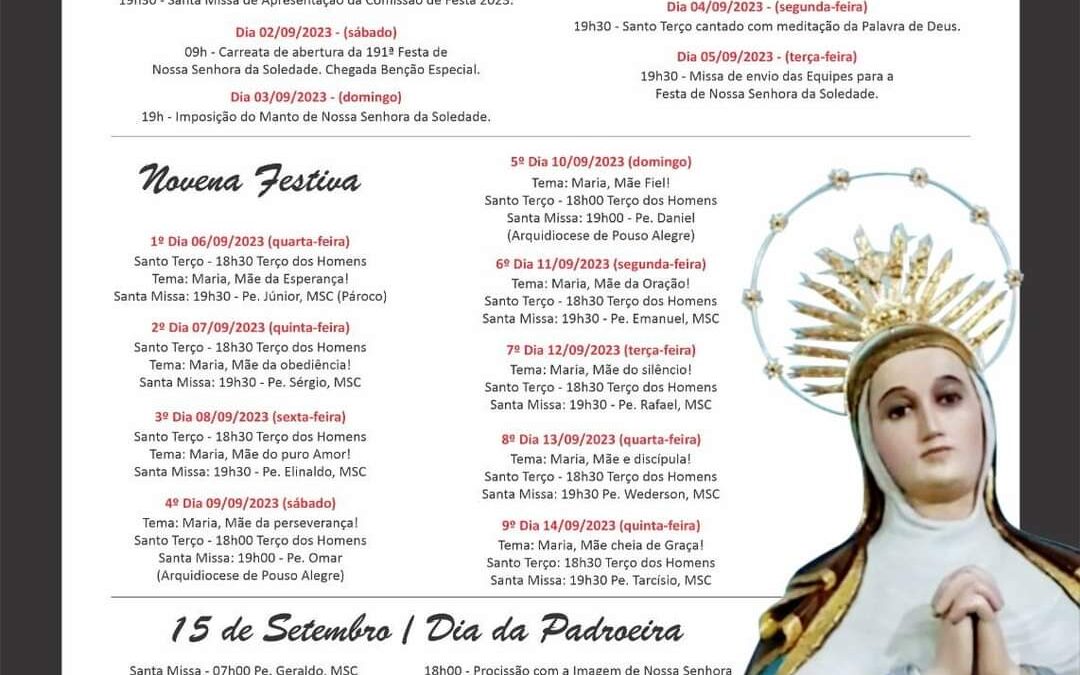 19h30 - Santa Missa de Apresentação da Comissão de Festa 2023.
Dia 02/09/2023 - (sábado)
09h - Carreata de abertura da 191ª Festa de
Nossa Senhora da Soledade. Chegada Benção Especial.
Dia 03/09/2023 - (domingo)
19h - Imposição do Manto de Nossa Senhora da Soledade.
Dia 04/09/2023 - (segunda-feira)
19h30 - Santo Terço cantado com meditação da Palavra de Deus.
Dia 05/09/2023 - (terça-feira)
19h30 - Missa de envio das Equipes para a
Festa de Nossa Senhora da Soledade.
Novena Festiva
1º Dia 06/09/2023 (quarta-feira)
Santo Terço - 18h30 Terço dos Homens
Tema: Maria, Mãe da Esperança!
Santa Missa: 19h30 - Pe. Júnior, MSC (Pároco)
2º Dia 07/09/2023 (quinta-feira)
Santo Terço - 18h30 Terço dos Homens
Tema: Maria, Mãe da obediência!
Santa Missa: 19h30 - Pe. Sérgio, MSC
3º Dia 08/09/2023 (sexta-feira)
Santo Terço - 18h30 Terço dos Homens
Tema: Maria, Mãe do puro Amor!
Santa Missa: 19h30 - Pe. Elinaldo, MSC
4º Dia 09/09/2023 (sábado)
Tema: Maria, Mãe da perseverança!
Santo Terço - 18h00 Terço dos Homens
Santa Missa: 19h00 - Pe. Omar
(Arquidiocese de Pouso Alegre)
5º Dia 10/09/2023 (domingo)
Tema: Maria, Mãe Fiel!
Santo Terço - 18h00 Terço dos Homens
Santa Missa: 19h00 - Pe. Daniel
(Arquidiocese de Pouso Alegre)
6º Dia 11/09/2023 (segunda-feira)
Tema: Maria, Mãe da Oração!
Santo Terço - 18h30 Terço dos Homens
Santa Missa: 19h30 - Pe. Emanuel, MSC
7º Dia 12/09/2023 (terça-feira)
Tema: Maria, Mãe do silêncio!
Santo Terço - 18h30 Terço dos Homens
Santa Missa: 19h30 - Pe. Rafael, MSC
8º Dia 13/09/2023 (quarta-feira)
Tema: Maria, Mãe e discípula!
Santo Terço - 18h30 Terço dos Homens
Santa Missa: 19h30 Pe. Wederson, MSC
9º Dia 14/09/2023 (quinta-feira)
Tema: Maria, Mãe cheia de Graça!
Santo Terço: 18h30 Terço dos Homens
Santa Missa: 19h30 Pe. Tarcísio, MSC
15 de Setembro | Dia da Padroeira
Santa Missa - 07h00 Pe. Geraldo, MSC
18h00 - Procissão com a Imagem de Nossa Senhora